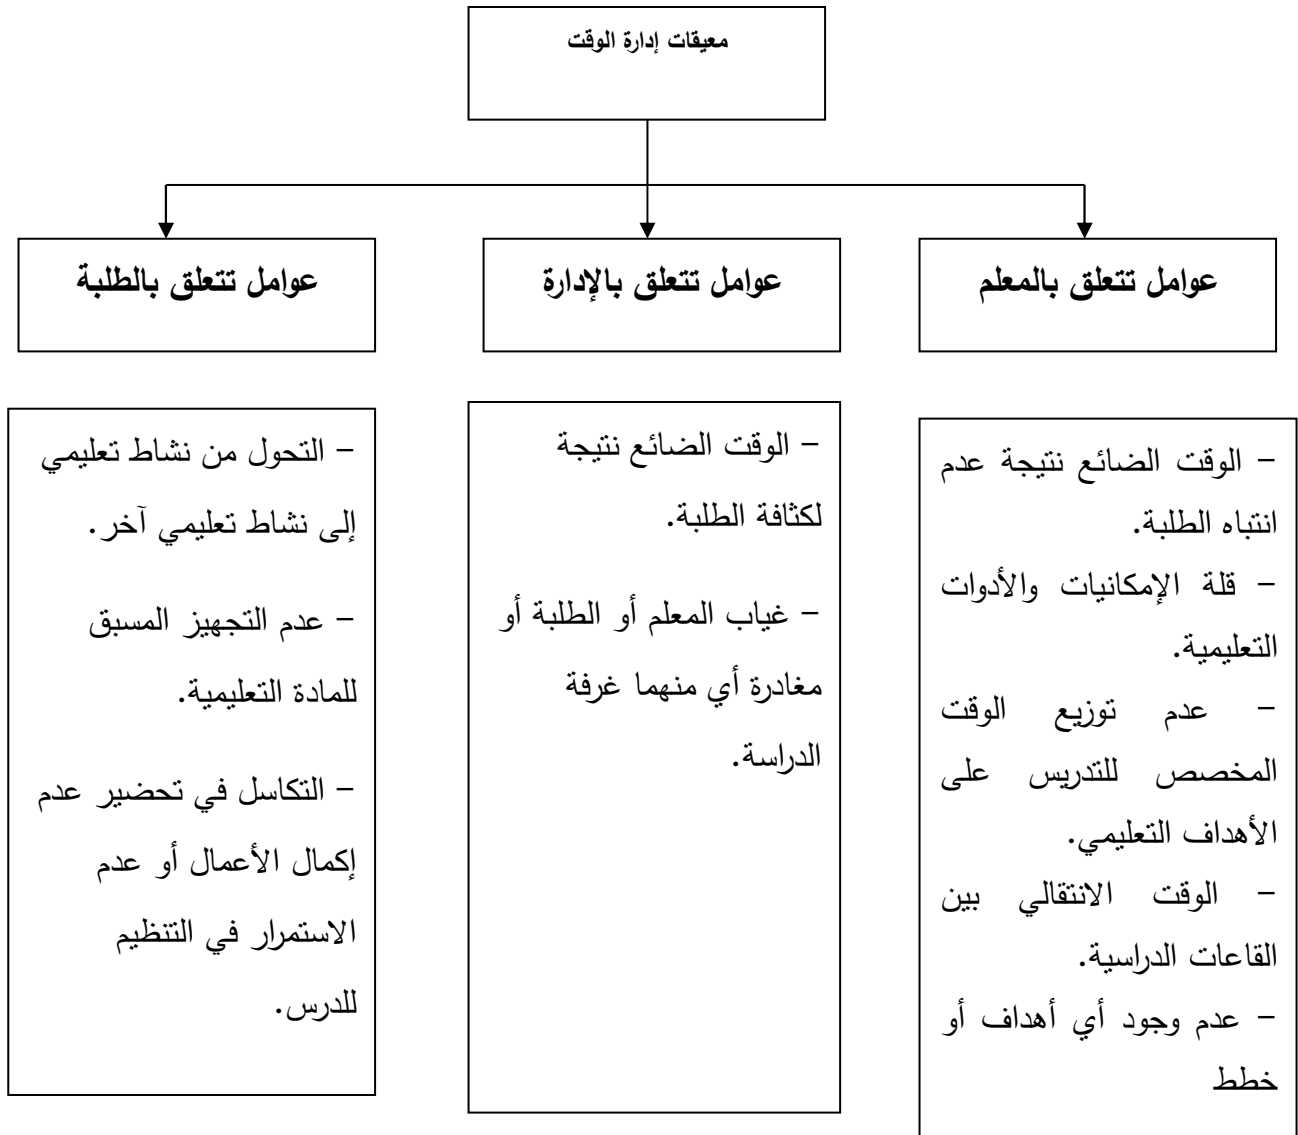 معيقات إدارة الوقت
عوامل تتعلق بالمعلم
عوامل تتعلق بالإدارة
عوامل تتعلق بالطلبة
– الوقت الضائع نتيجة عدم
انتباه الطلبة.
– قلة الإمكانيات والأدوات
التعليمية.
– عدم توزيع الوقت
المخصص للتدريس على
الأهداف التعليمي.
– الوقت الانتقالي بين
القاعات الدراسية.
– عدم وجود أي أهداف أو
خطط
– الوقت الضائع نتيجة
لكثافة الطلبة.
– غياب المعلم أو الطلبة أو
مغادرة أي منهما غرفة
الدراسة.
– التحول من نشاط تعليمي
إلى نشاط تعليمي آخر.
– عدم التجهيز المسبق
للمادة التعليمية.
– التكاسل في تحضير عدم
إكمال الأعمال أو عدم
الاستمرار في التنظيم
للدرس.